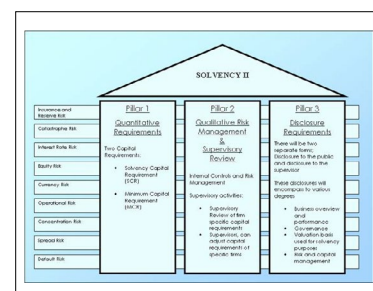 SOLVENCY II
Insurance and
Reserve Risk
Catastrophe Risk
Interest Rate Risk
Equity Risk
Currency Risk
Operational Risk
Concentration Risk
Spread Risk
Default Risk
Pillar 1
Quantitative
Requirements
Two Capital
Requirements:
• Solvency Capital
Requirement
(SCR)
• Minimum Capital
Requirement
(MCR)
Pillar 2
Qualitative Risk
Management
&
Supervisory
Review
Internal Controls and Risk
Management
Supervisory activities:
• Supervisory
Review of firm
specific capital
requirements
• Supervisors, can
adjust capital
requirements of
specific firms
Pillar 3
Disclosure
Requirements
There will be two
separate forms;
Disclosure to the public
and disclosure to the
supervisor
These disclosures will
encompass to various
degrees
• Business overview
and
performance
• Governance
• Valuation basis
used for solvency
purposes
• Risk and capital
management